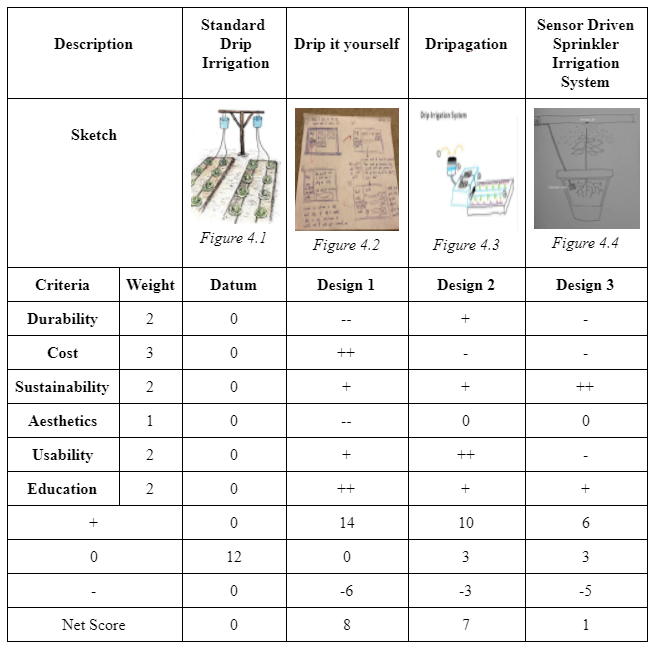 Description
Standard
Drip
Irrigation
Drip it yourself
Dripagation
Sensor Driven
Sprinkler
Irrigation
System
Sketch
Figure 4.1
Figure 4.2
Drip Irrigation System
Figure 4.3
Figure 4.4
Criteria Weight Datum Design 1 Design 2 Design 3
Durability 2 0 -- + -
Cost 3 0 ++ - -
Sustainability 2 0 + + ++
Aesthetics 1 0 -- 0 0
Usability 2 0 + ++ -
Education 2 0 ++ + +
+ 0 14 10 6
0 12 0 3 3
- 0 -6 -3 -5
Net Score 0 8 7 1